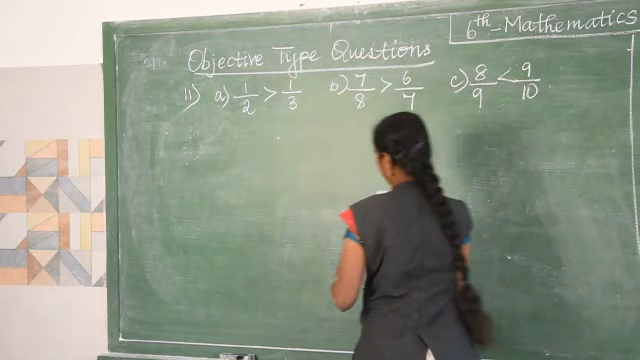 6th - Mathematics
Objective Type Questions
11) a) 1/2 > 1/3 b) 7/8 > 6/7 c) 8/9 < 9/10